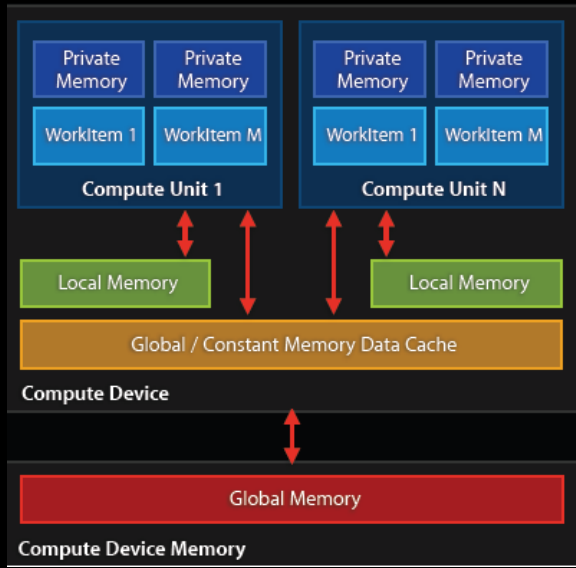 Private Memory
Private Memory
Private Memory
Private Memory
WorkItem 1
WorkItem M
WorkItem 1
WorkItem M
Compute Unit 1
Compute Unit N
Local Memory
Local Memory
Global / Constant Memory Data Cache
Compute Device
Global Memory
Compute Device Memory